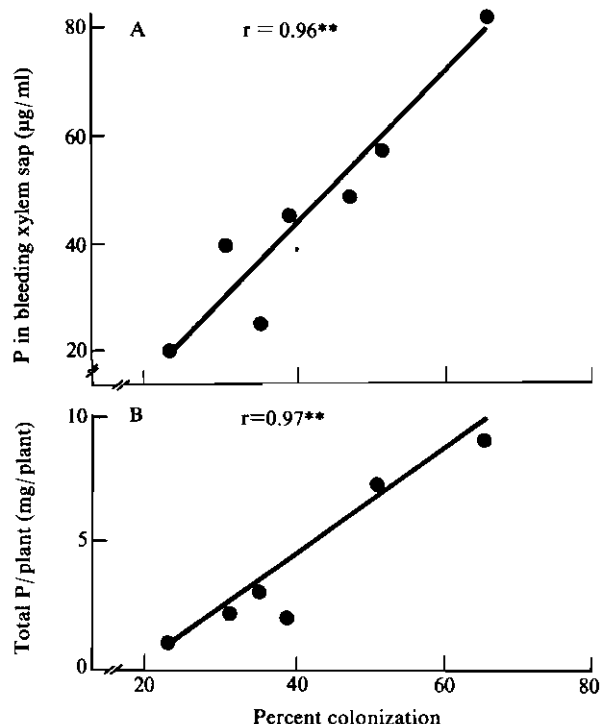 A
r = 0.96**
P in bleeding xylem sap (µg/ml)
80
60
40
20
B
r=0.97**
Total P/plant (mg/plant)
10
5
0
20 40 60 80
Percent colonization